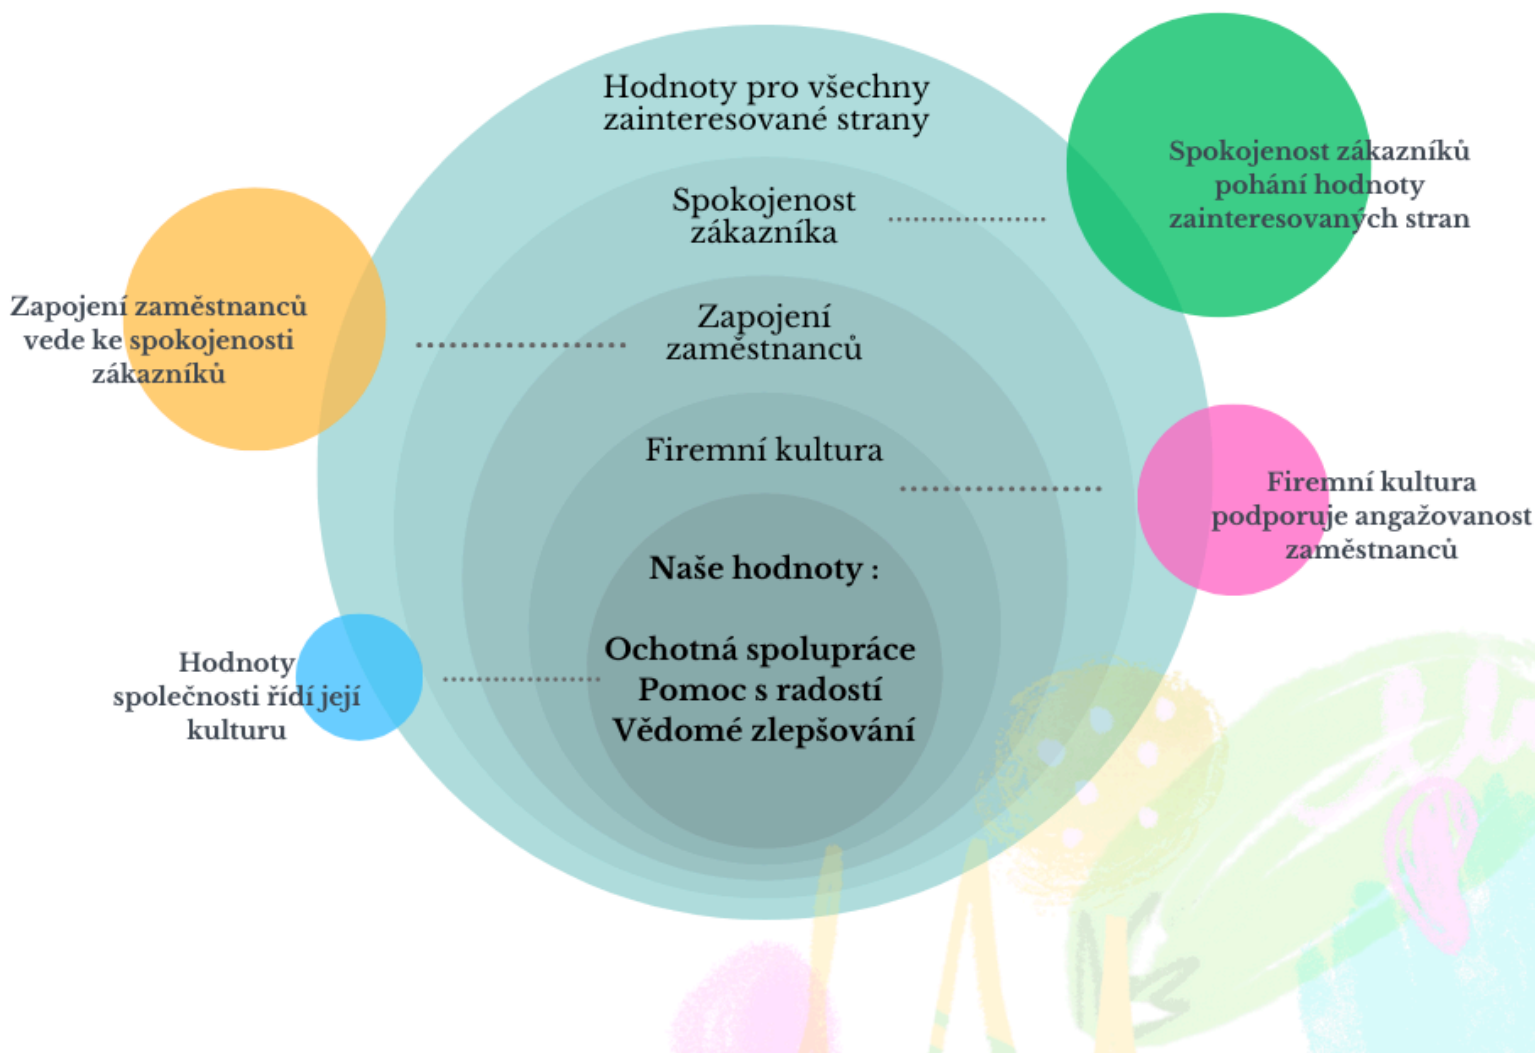 Hodnoty pro všechny
zainteresované strany
Spokojenost zákazníků
pohání hodnoty
zainteresovaných stran
Spokojenost
zákazníka
Zapojení zaměstnanců
vede ke spokojenosti
zákazníků
Zapojení
zaměstnanců
Firemní kultura
Firemní kultura
podporuje angažovanost
zaměstnanců
Naše hodnoty :
Ochotná spolupráce
Pomoc s radostí
Vědomé zlepšování
Hodnoty
společnosti řídí její
kulturu